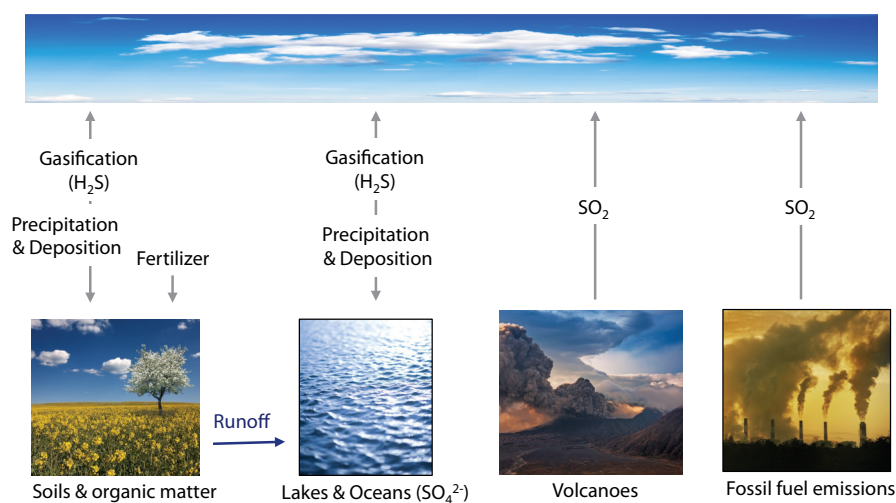 Gasification
(H₂S)
Precipitation
& Deposition
Fertilizer
Gasification
(H₂S)
Precipitation
& Deposition
SO₂
SO₂
Runoff
Soils & organic matter
Lakes & Oceans (SO₄²⁻)
Volcanoes
Fossil fuel emissions